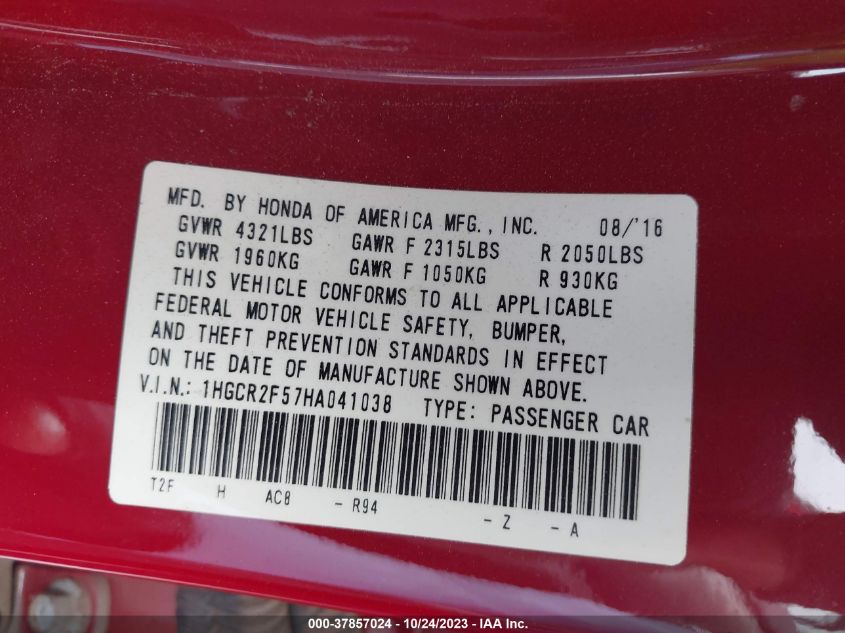 MFD. BY HONDA OF AMERICA MFG., INC. 08/'16
GVWR 4321LBS GAWR F 2315LBS R 2050LBS
GVWR 1960KG GAWR F 1050KG R 930KG
THIS VEHICLE CONFORMS TO ALL APPLICABLE
FEDERAL MOTOR VEHICLE SAFETY, BUMPER,
AND THEFT PREVENTION STANDARDS IN EFFECT
ON THE DATE OF MANUFACTURE SHOWN ABOVE.
V.I.N.: 1HGCR2F57HA041038 TYPE: PASSENGER CAR
T2F H AC8 - R94 - Z - A
000-37857024 - 10/24/2023 - IAA Inc.